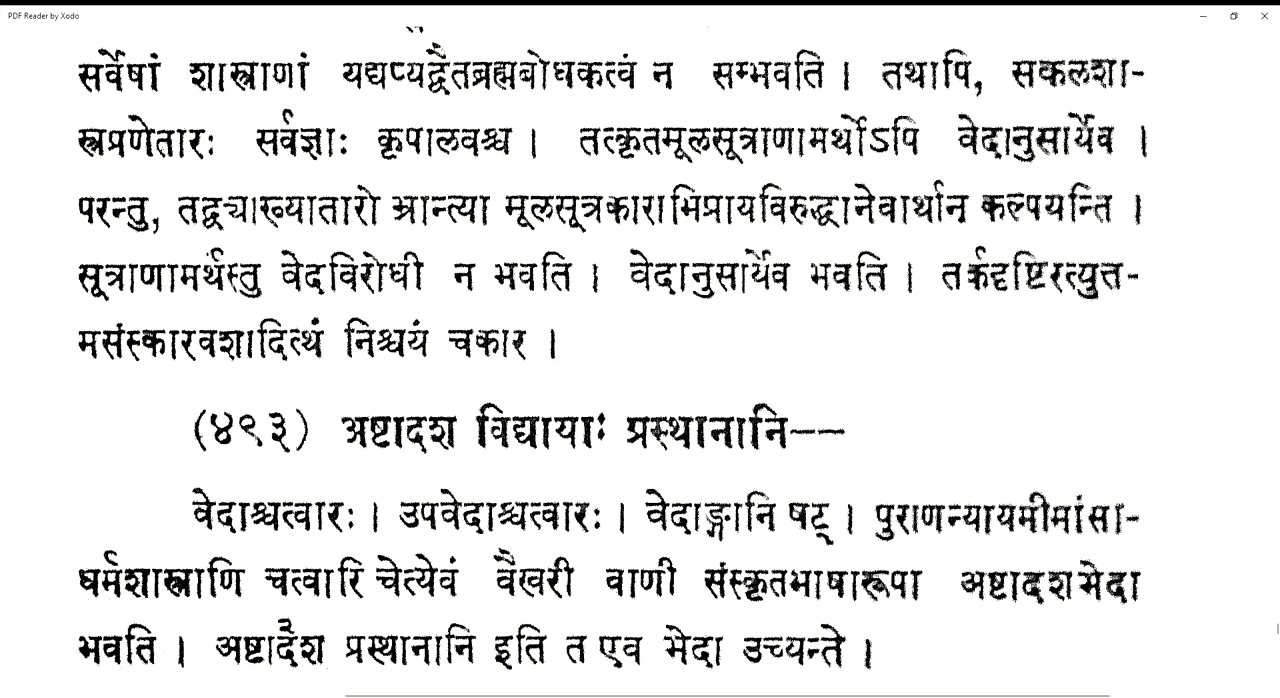 PDF Reader by Xodo
सर्वेषां शास्त्राणां यद्यप्यद्वैतब्रह्मबोधकत्वं न सम्भवति । तथापि, सकलशा-
स्त्रप्रणेतारः सर्वज्ञाः कृपालवश्च । तत्कृतमूलसूत्राणामर्थोऽपि वेदानुसार्येव ।
परन्तु, तद्व्याख्यातारो भ्रान्त्या मूलसूत्रकाराभिप्रायविरुद्धानेवार्थान कल्पयन्ति ।
सूत्राणामर्थस्तु वेदविरोधी न भवति । वेदानुसार्येव भवति । तर्कदृष्टिरत्युत्त-
मसंस्कारवशादित्थं निश्चयं चकार ।
(४९३) अष्टादश विद्यायाः प्रस्थानानि--
वेदाश्चत्वारः । उपवेदाश्चत्वारः । वेदाङ्गानि षट् । पुराणन्यायमीमांसा-
धर्मशास्त्राणि चत्वारि चेत्येवं वैखरी वाणी संस्कृतभाषारूपा अष्टादशभेदा
भवति । अष्टादश प्रस्थानानि इति त एव भेदा उच्यन्ते ।